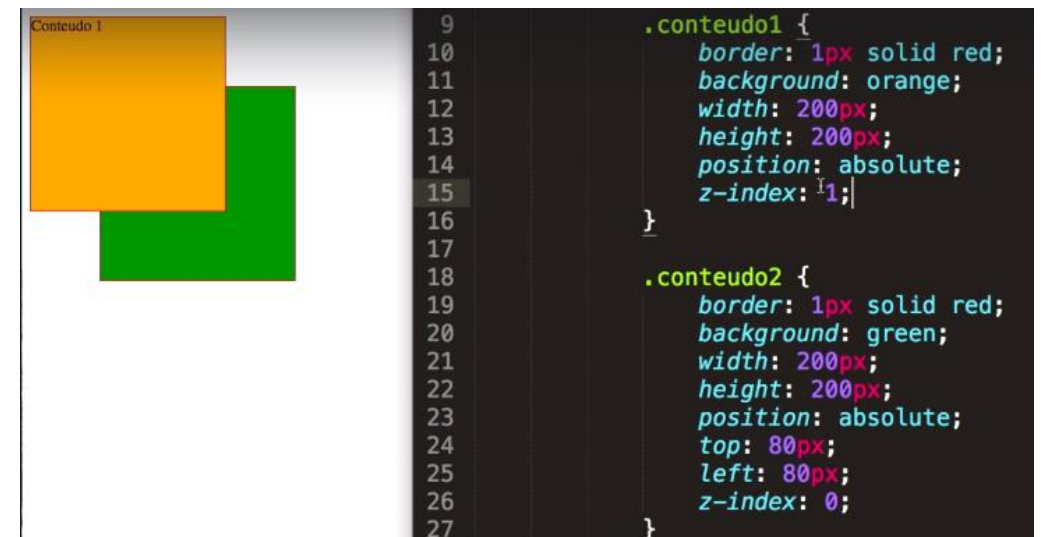 Conteudo 1
9 .conteudo1 {
10 border: 1px solid red;
11 background: orange;
12 width: 200px;
13 height: 200px;
14 position: absolute;
15 z-index: 1;
16 }
17
18 .conteudo2 {
19 border: 1px solid red;
20 background: green;
21 width: 200px;
22 height: 200px;
23 position: absolute;
24 top: 80px;
25 left: 80px;
26 z-index: 0;
27 }